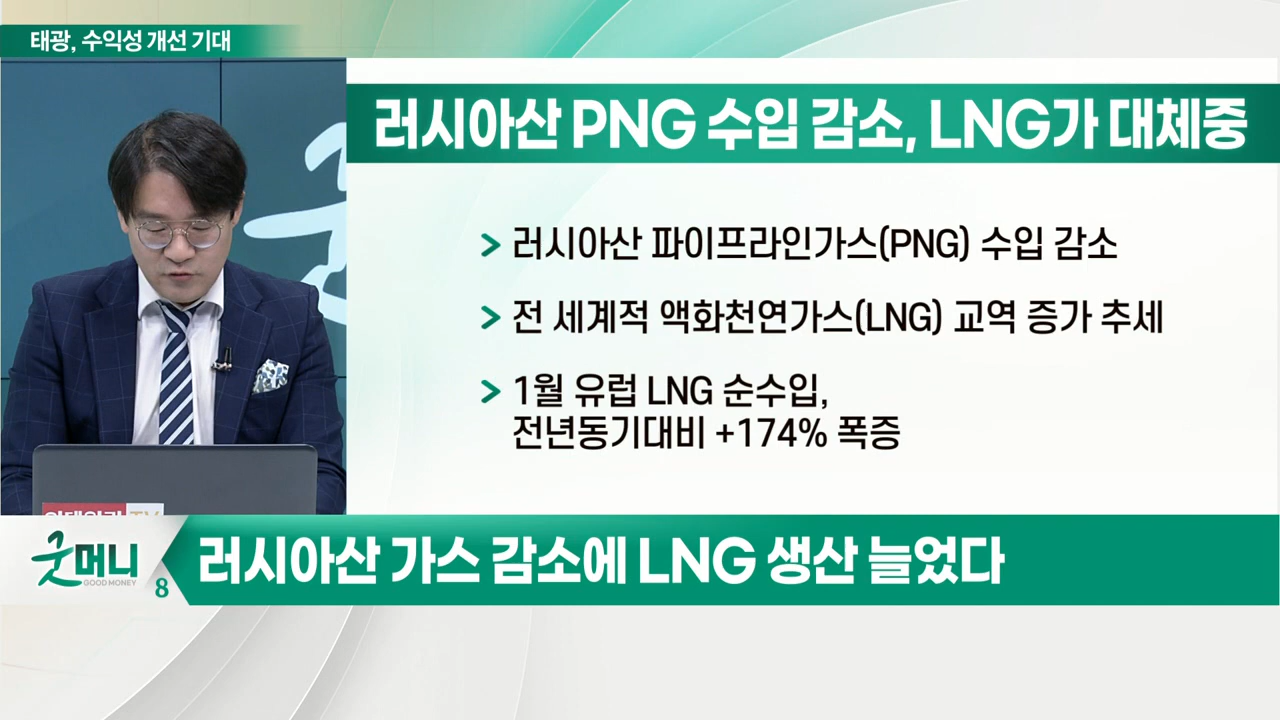 태광, 수익성 개선 기대
러시아산 PNG 수입 감소, LNG가 대체중
> 러시아산 파이프라인가스(PNG) 수입 감소
> 전 세계적 액화천연가스(LNG) 교역 증가 추세
> 1월 유럽 LNG 순수입,
전년동기대비 +174% 폭증
굿머니
GOOD MONEY
8
러시아산 가스 감소에 LNG 생산 늘었다